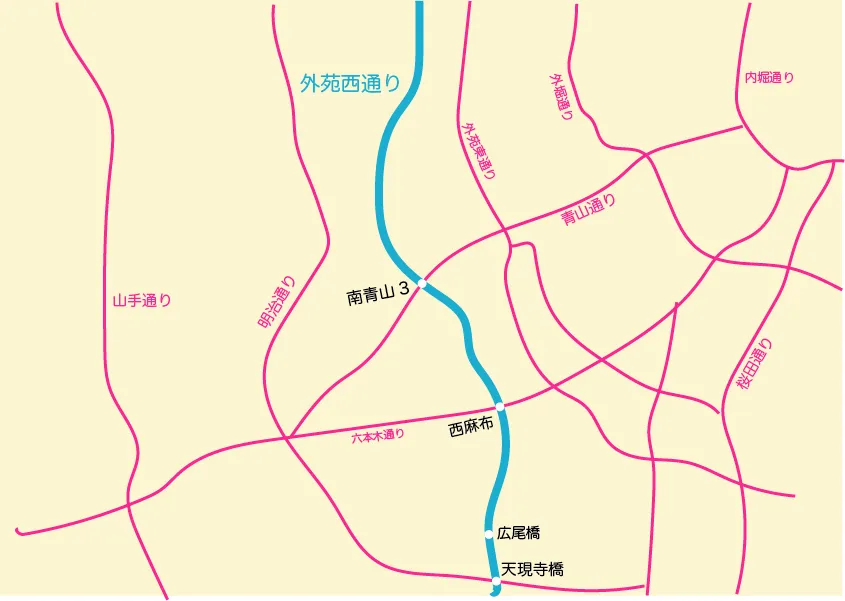 外苑西通り
内堀通り
外堀通り
外苑東通り
青山通り
山手通り
明治通り
南青山3
桜田通り
六本木通り
西麻布
広尾橋
天現寺橋